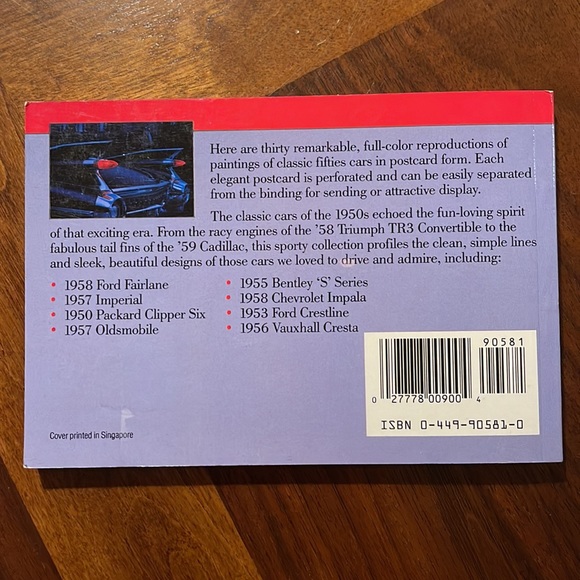 Here are thirty remarkable, full-color reproductions of
paintings of classic fifties cars in postcard form. Each
elegant postcard is perforated and can be easily separated
from the binding for sending or attractive display.
The classic cars of the 1950s echoed the fun-loving spirit
of that exciting era. From the racy engines of the ’58 Triumph TR3 Convertible to the
fabulous tail fins of the ’59 Cadillac, this sporty collection profiles the clean, simple lines
and sleek, beautiful designs of those cars we loved to drive and admire, including:
• 1958 Ford Fairlane
• 1957 Imperial
• 1950 Packard Clipper Six
• 1957 Oldsmobile
• 1955 Bentley ‘S’ Series
• 1958 Chevrolet Impala
• 1953 Ford Crestline
• 1956 Vauxhall Cresta
90581
0 27778 00900 4
ISBN 0-449-90581-0
Cover printed in Singapore